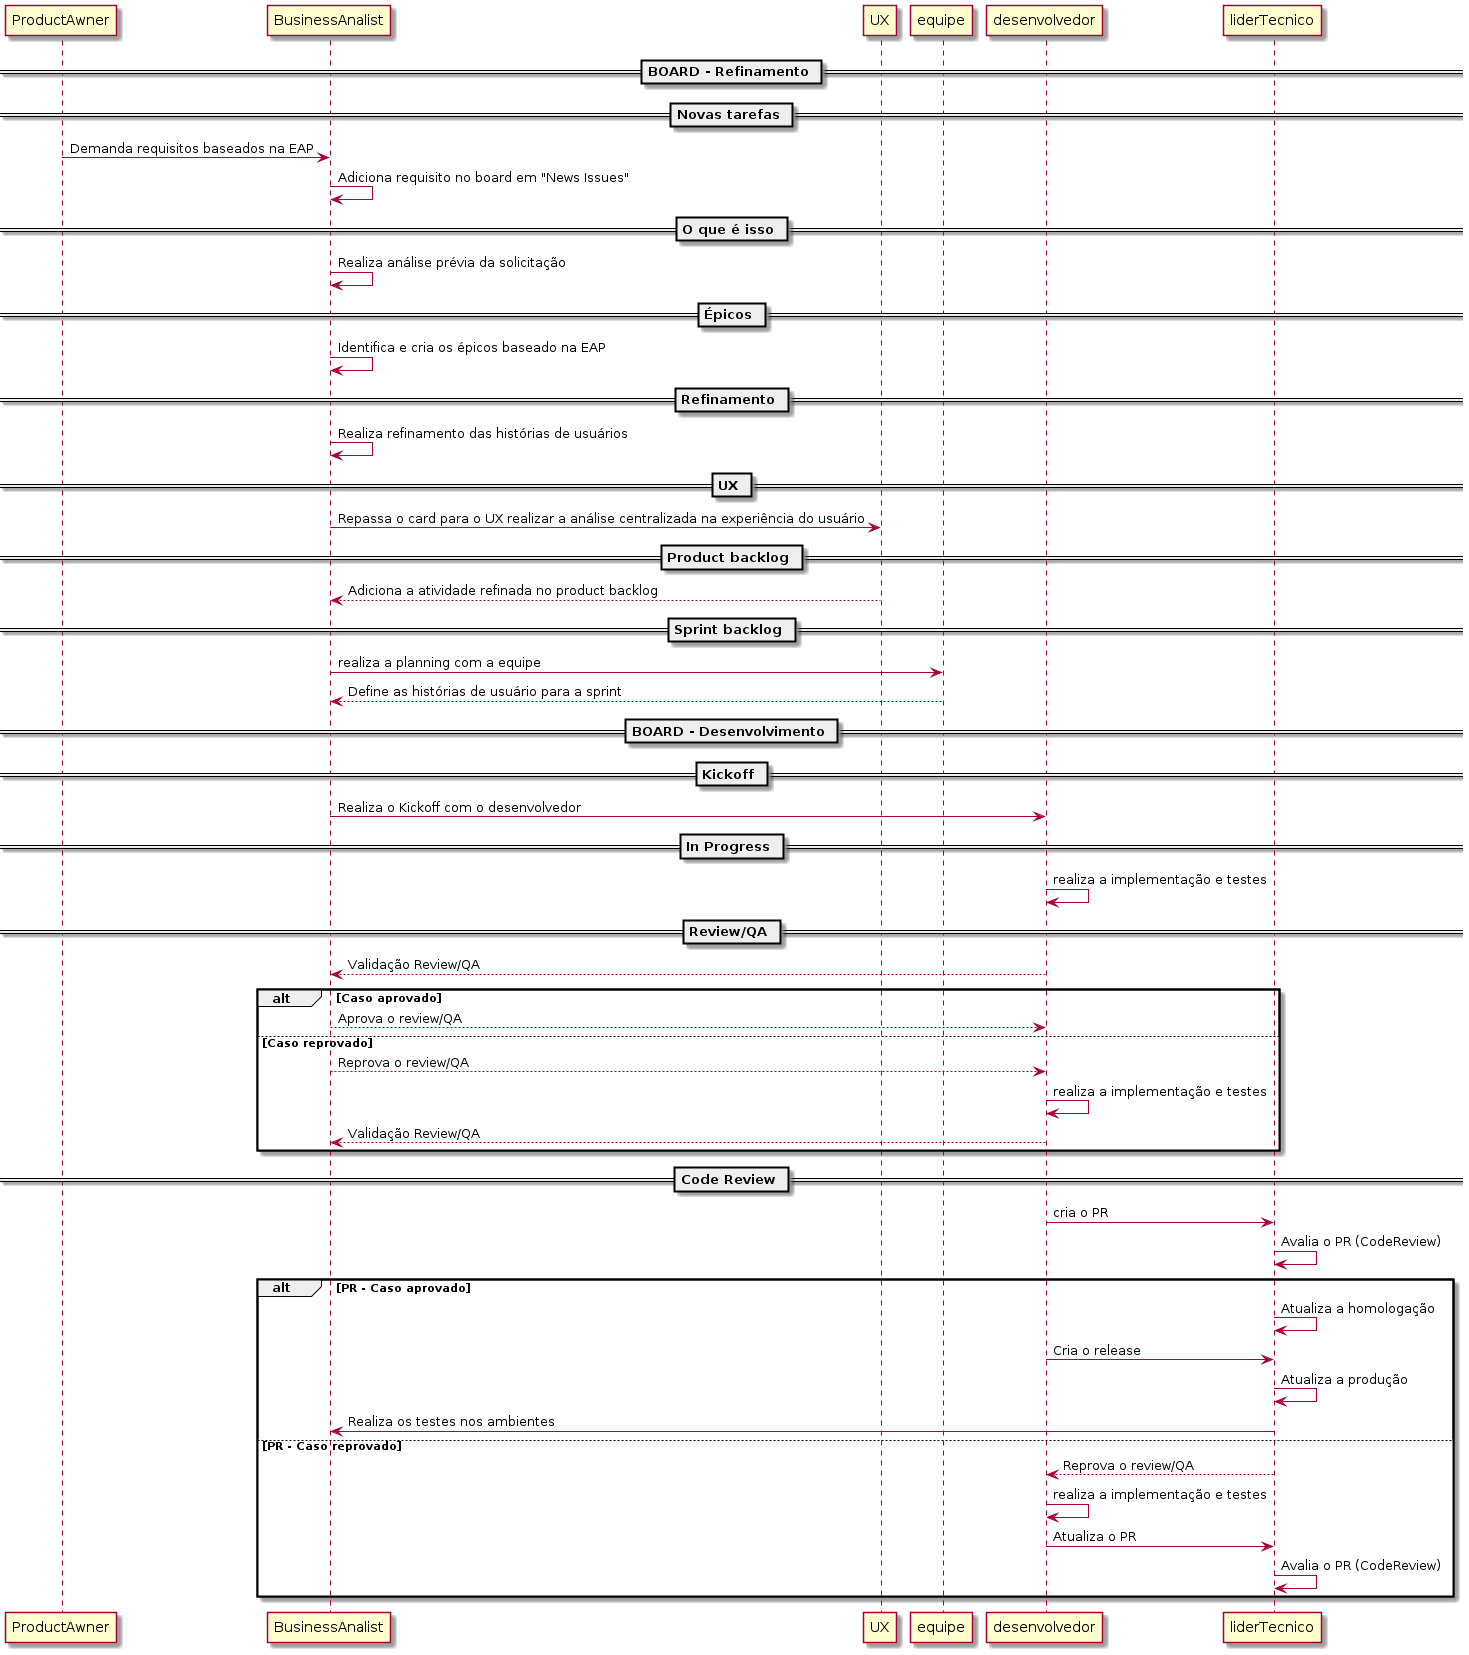 ProductAwner
BusinessAnalist
UX
equipe
desenvolvedor
liderTecnico
BOARD - Refinamento
Novas tarefas
Demanda requisitos baseados na EAP
Adiciona requisito no board em "News Issues"
O que é isso
Realiza análise prévia da solicitação
Épicos
Identifica e cria os épicos baseado na EAP
Refinamento
Realiza refinamento das histórias de usuários
UX
Repassa o card para o UX realizar a análise centralizada na experiência do usuário
Product backlog
Adiciona a atividade refinada no product backlog
Sprint backlog
realiza a planning com a equipe
Define as histórias de usuário para a sprint
BOARD - Desenvolvimento
Kickoff
Realiza o Kickoff com o desenvolvedor
In Progress
realiza a implementação e testes
Review/QA
Validação Review/QA
alt
[Caso aprovado]
Aprova o review/QA
[Caso reprovado]
Reprova o review/QA
realiza a implementação e testes
Validação Review/QA
Code Review
cria o PR
Avalia o PR (CodeReview)
alt
[PR - Caso aprovado]
Atualiza a homologação
Cria o release
Atualiza a produção
Realiza os testes nos ambientes
[PR - Caso reprovado]
Reprova o review/QA
realiza a implementação e testes
Atualiza o PR
Avalia o PR (CodeReview)
ProductAwner
BusinessAnalist
UX
equipe
desenvolvedor
liderTecnico